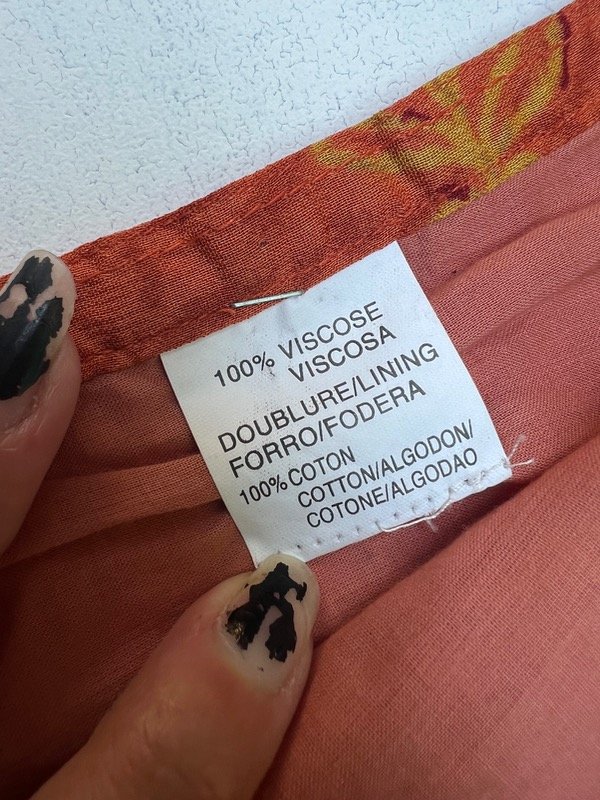 100% VISCOSE
VISCOSA
DOUBLURE/LINING
FORRO/FODERA
100% COTON
COTTON/ALGODON/
COTONE/ALGODAO